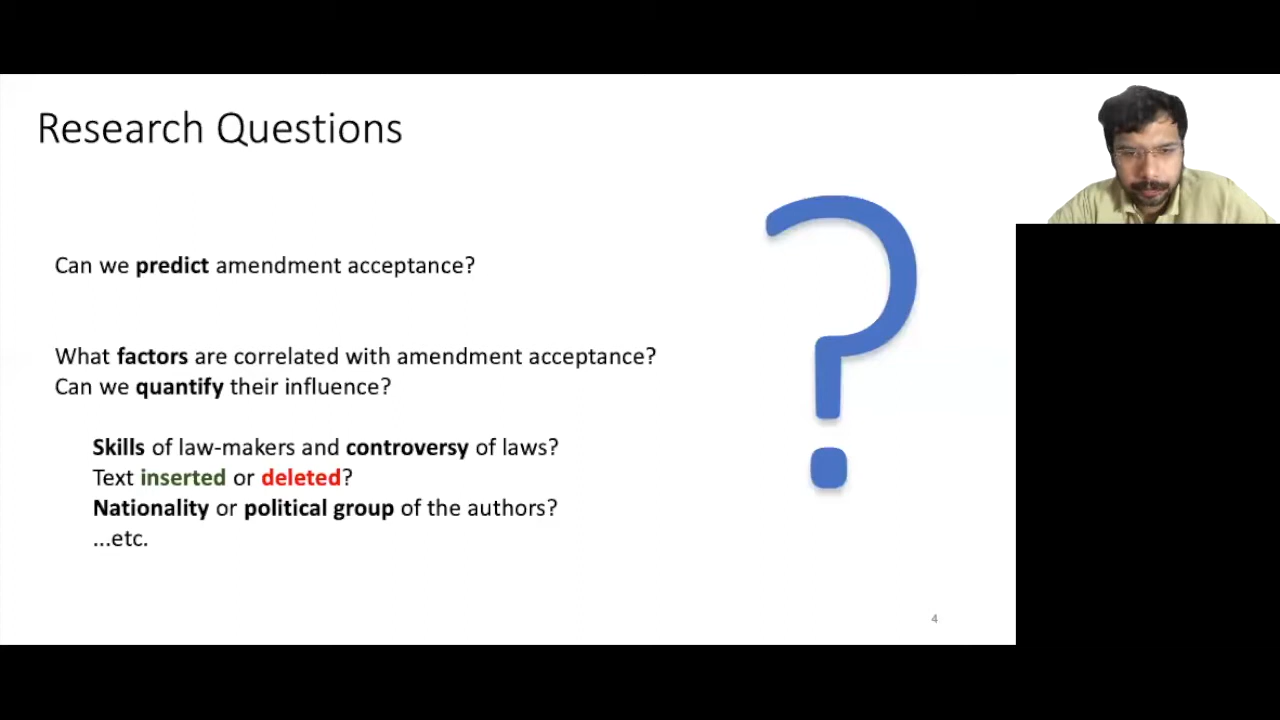 Research Questions
Can we predict amendment acceptance?
What factors are correlated with amendment acceptance?
Can we quantify their influence?
Skills of law-makers and controversy of laws?
Text inserted or deleted?
Nationality or political group of the authors?
...etc.
?
4